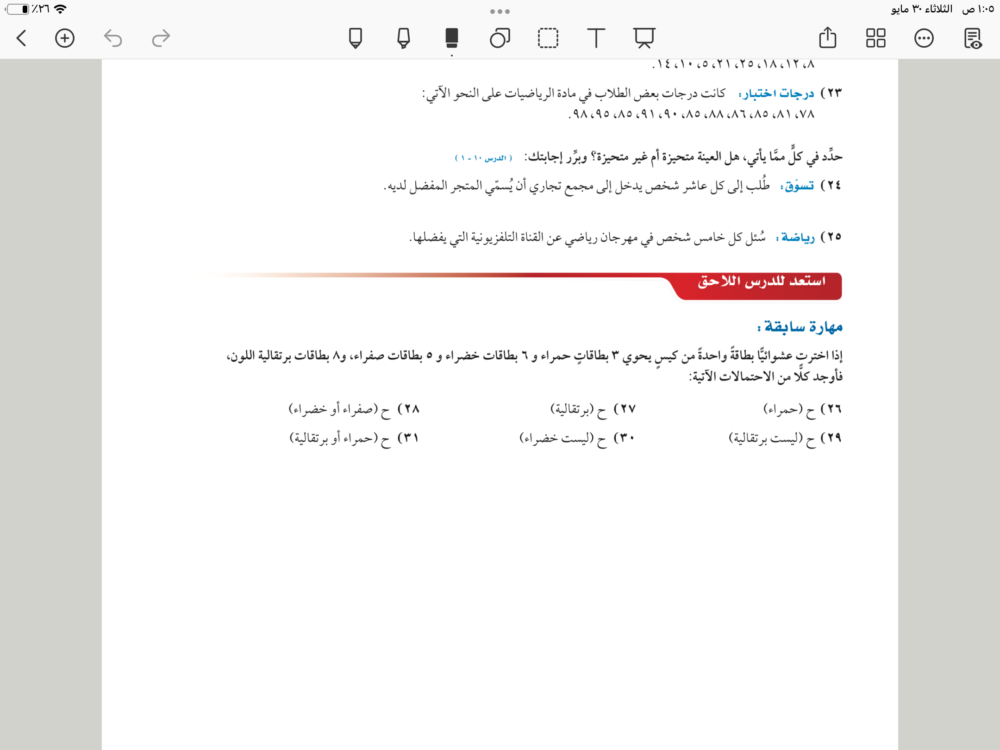 ١:٠٥ ص الثلاثاء ٣٠ مايو
٪٢٦
٨، ١٢، ١٨، ٢٥، ٢١، ٥، ١٠، ١٤.
٢٣) درجات اختبار: كانت درجات بعض الطلاب في مادة الرياضيات على النحو الآتي:
٧٨، ٨١، ٨٥، ٨٦، ٨٨، ٨٥، ٩٠، ٩١، ٨٥، ٩٥، ٩٨.
حدِّد في كلٍّ ممَّا يأتي، هل العينة متحيزة أم غير متحيزة؟ وبرِّر إجابتك: (الدرس ١٠ - ١)
٢٤) تسوّق: طُلب إلى كل عاشر شخص يدخل إلى مجمع تجاري أن يُسمّي المتجر المفضل لديه.
٢٥) رياضة: سُئل كل خامس شخص في مهرجان رياضي عن القناة التلفزيونية التي يفضلها.
استعد للدرس اللاحق
مهارة سابقة:
إذا اخترت عشوائيًّا بطاقةً واحدةً من كيسٍ يحوي ٣ بطاقاتٍ حمراء و ٦ بطاقات خضراء و ٥ بطاقات صفراء، و٨ بطاقات برتقالية اللون،
فأوجد كلًّا من الاحتمالات الآتية:
٢٦) ح (حمراء) ٢٧) ح (برتقالية) ٢٨) ح (صفراء أو خضراء)
٢٩) ح (ليست برتقالية) ٣٠) ح (ليست خضراء) ٣١) ح (حمراء أو برتقالية)